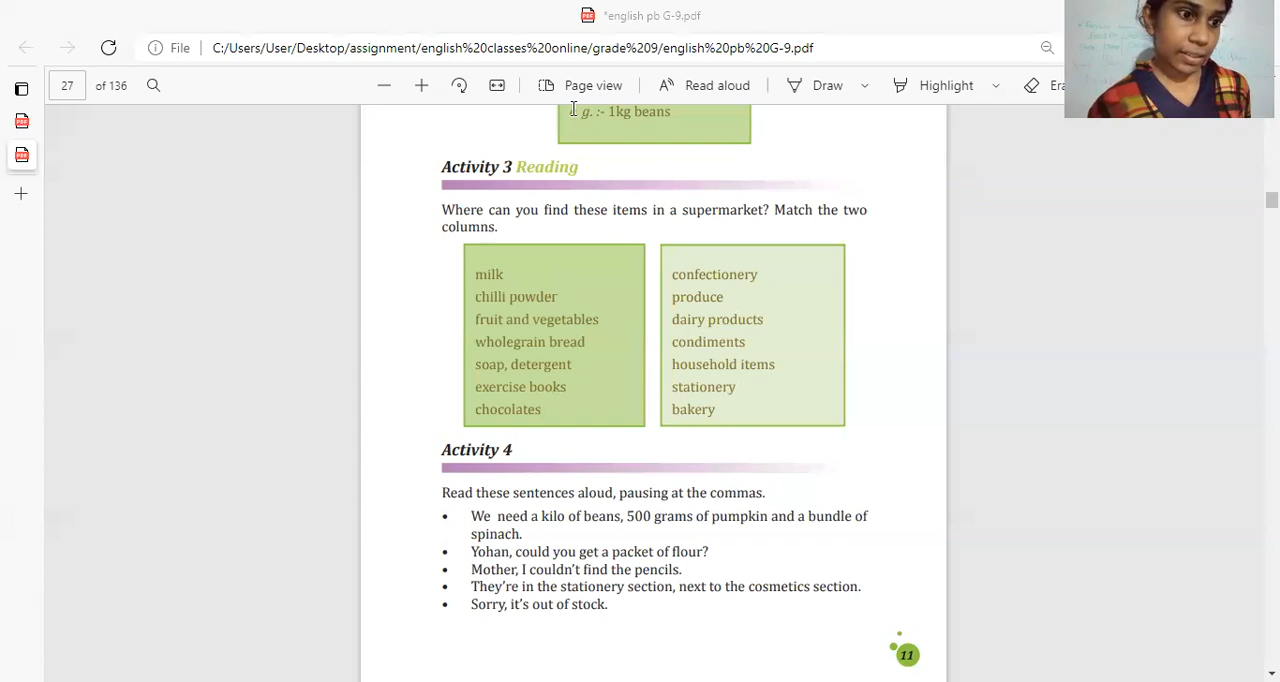 *english pb G-9.pdf
File | C:/Users/User/Desktop/assignment/english%20classes%20online/grade%209/english%20pb%20G-9.pdf
27 of 136 Page view Read aloud Draw Highlight Era
g. :- 1kg beans
Activity 3 Reading
Where can you find these items in a supermarket? Match the two
columns.
milk
chilli powder
fruit and vegetables
wholegrain bread
soap, detergent
exercise books
chocolates
confectionery
produce
dairy products
condiments
household items
stationery
bakery
Activity 4
Read these sentences aloud, pausing at the commas.
• We need a kilo of beans, 500 grams of pumpkin and a bundle of
spinach.
• Yohan, could you get a packet of flour?
• Mother, I couldn't find the pencils.
• They're in the stationery section, next to the cosmetics section.
• Sorry, it's out of stock.
11